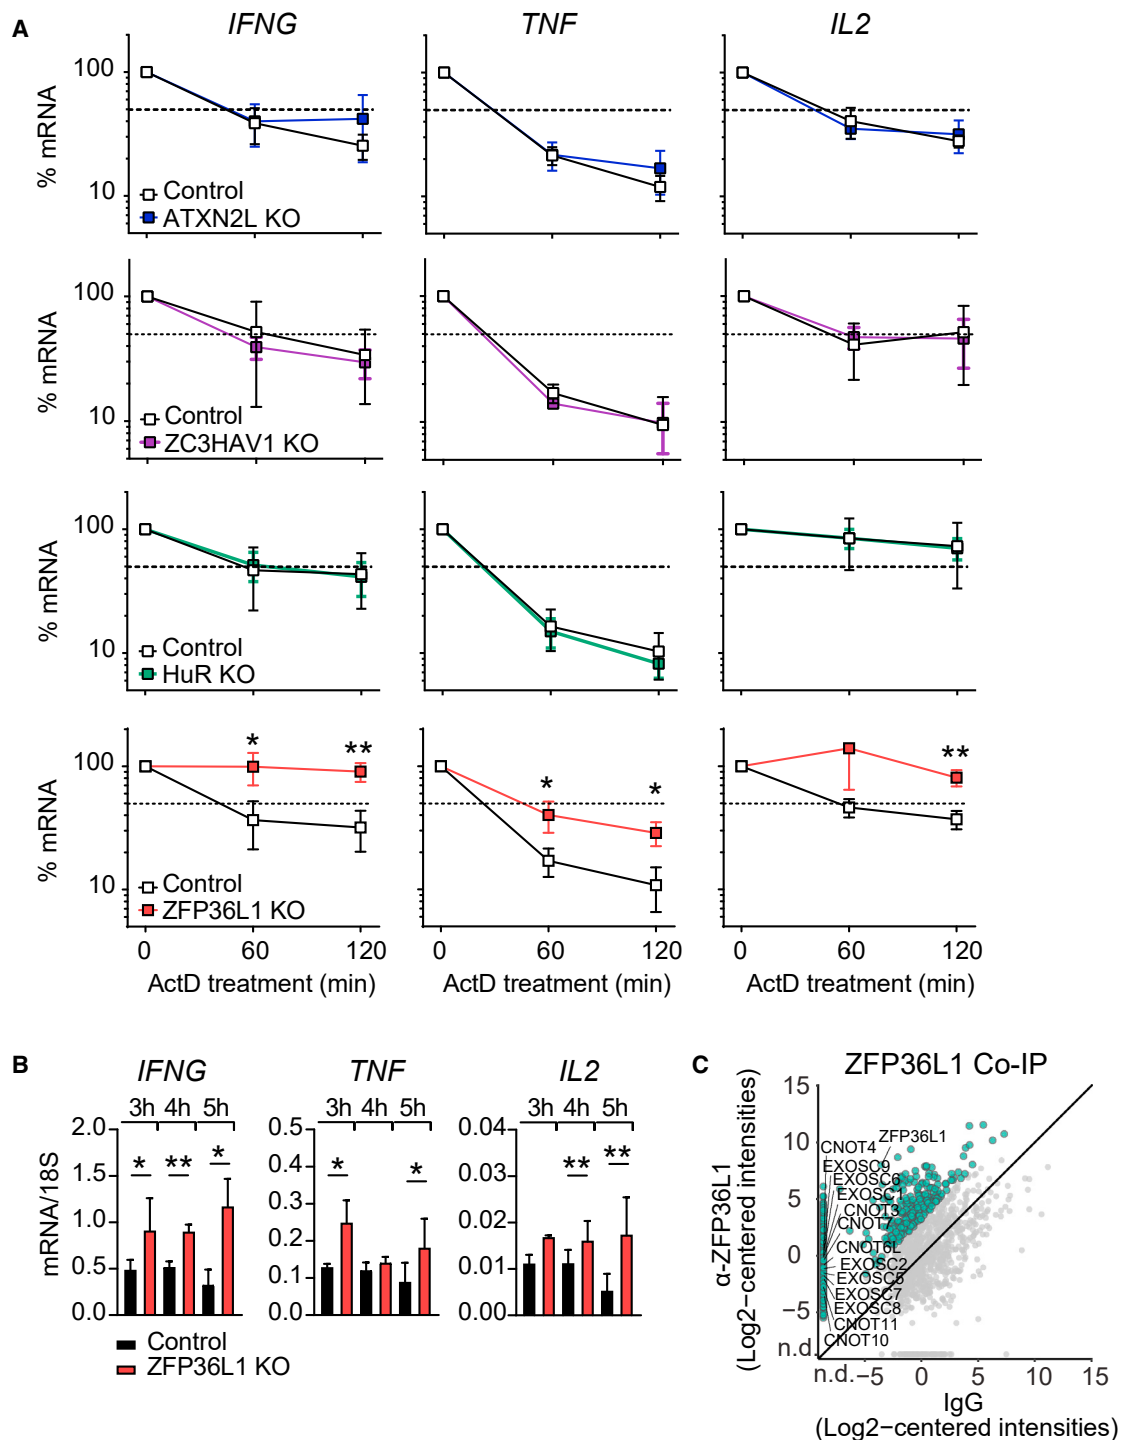 A
IFNG
TNF
IL2
% mRNA
100
10
Control
ATXN2L KO
% mRNA
100
10
Control
ZC3HAV1 KO
% mRNA
100
10
Control
HuR KO
% mRNA
100
10
Control
ZFP36L1 KO
* **
* *
**
0 60 120
0 60 120
0 60 120
ActD treatment (min)
ActD treatment (min)
ActD treatment (min)
B
IFNG
TNF
IL2
3h 4h 5h
3h 4h 5h
3h 4h 5h
mRNA/18S
2.0
1.5
1.0
0.5
0.0
* ** *
0.5
0.4
0.3
0.2
0.1
0.0
* *
0.04
0.03
0.02
0.01
0.00
** **
Control
ZFP36L1 KO
C
ZFP36L1 Co-IP
α-ZFP36L1
(Log2−centered intensities)
15
10
5
0
−5
n.d.
ZFP36L1
CNOT4
EXOSC9
EXOSC6
EXOSC1
CNOT3
CNOT7
CNOT6L
EXOSC2
EXOSC5
EXOSC7
EXOSC8
CNOT11
CNOT10
n.d. −5 0 5 10 15
IgG
(Log2−centered intensities)